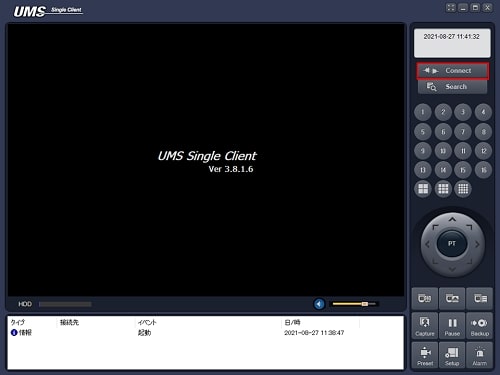 UMS Single Client
2021-08-27 11:41:32
Connect
Search
1 2 3 4
5 6 7 8
9 10 11 12
13 14 15 16
UMS Single Client
Ver 3.8.1.6
PT
HDD
Capture Pause Backup
Preset Setup Alarm
タイプ 接続先 イベント 日/時
情報 起動 2021-08-27 11:38:47